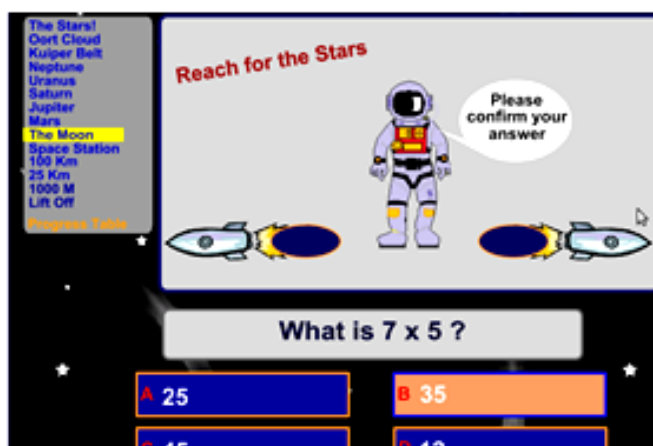 The Stars!
Oort Cloud
Kuiper Belt
Neptune
Uranus
Saturn
Jupiter
Mars
The Moon
Space Station
100 Km
25 Km
1000 M
Lift Off
Progress Table
Reach for the Stars
Please
confirm your
answer
What is 7 x 5 ?
A 25
B 35